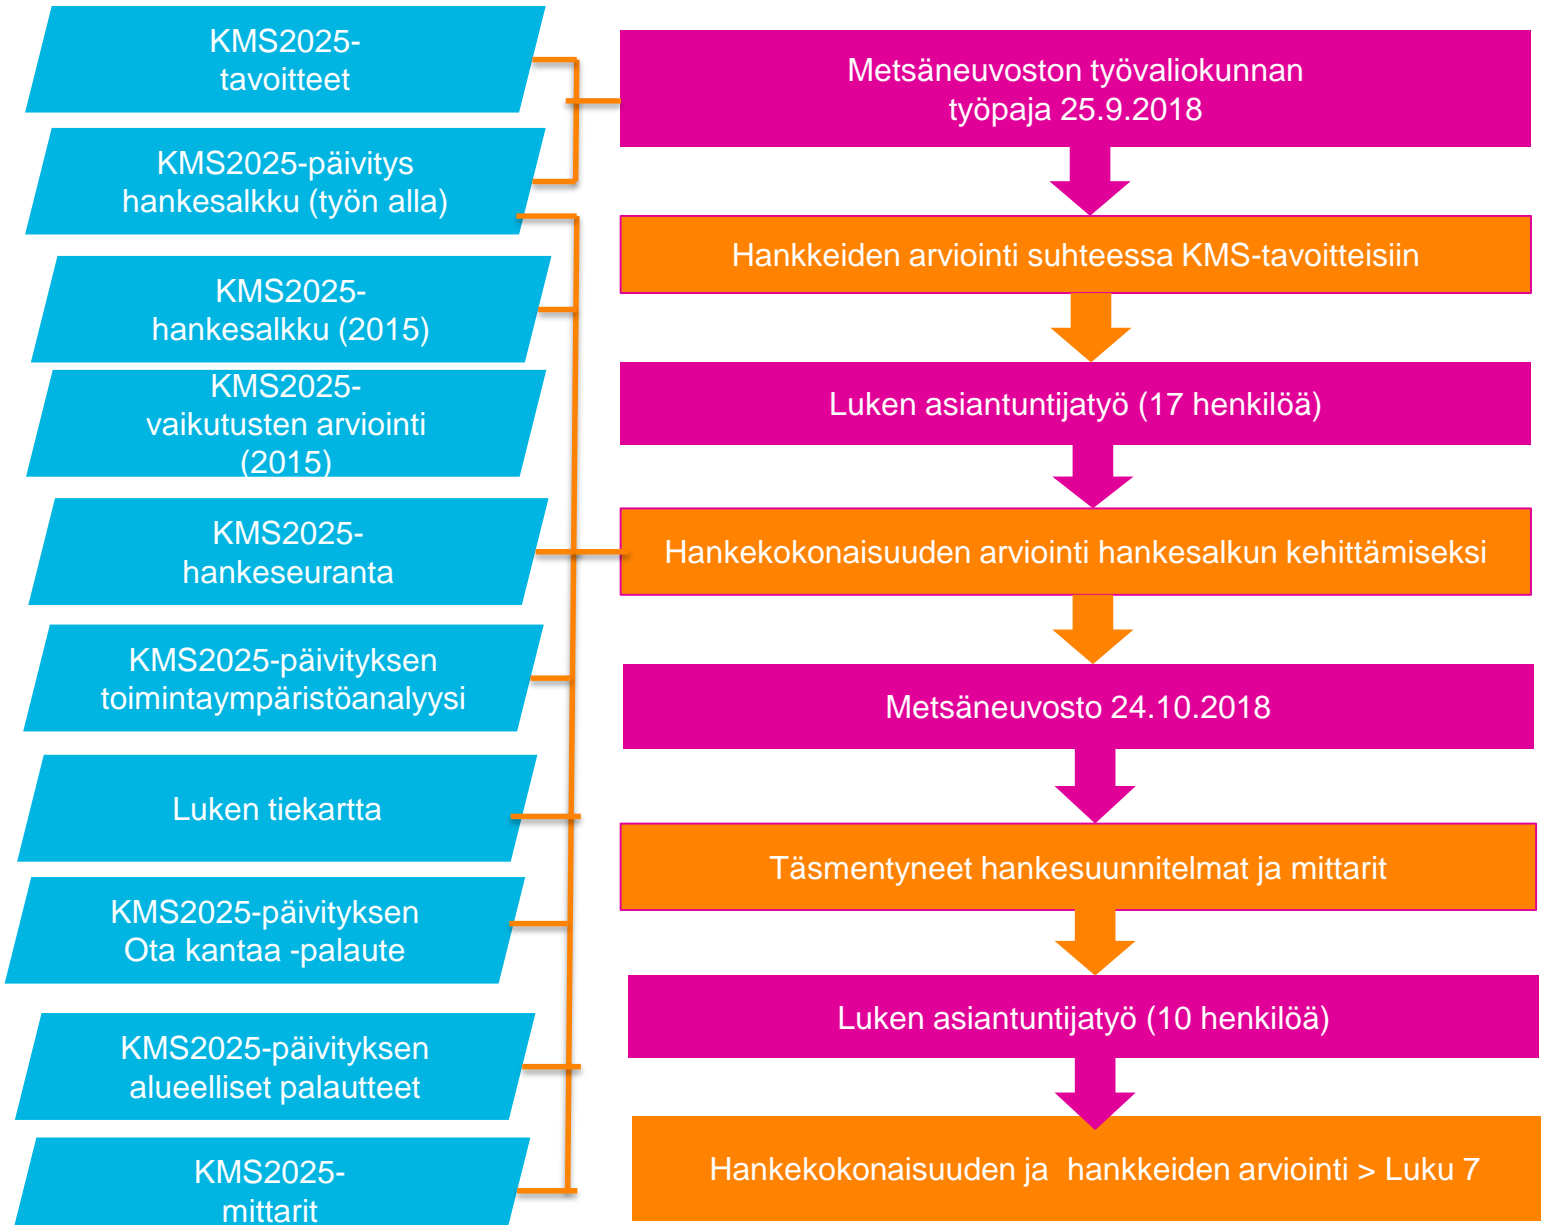 KMS2025-
tavoitteet
KMS2025-päivitys
hankesalkku (työn alla)
KMS2025-
hankesalkku (2015)
KMS2025-
vaikutusten arviointi
(2015)
KMS2025-
hankeseuranta
KMS2025-päivityksen
toimintaympäristöanalyysi
Luken tiekartta
KMS2025-päivityksen
Ota kantaa -palaute
KMS2025-päivityksen
alueelliset palautteet
KMS2025-
mittarit
Metsäneuvoston työvaliokunnan
työpaja 25.9.2018
Hankkeiden arviointi suhteessa KMS-tavoitteisiin
Luken asiantuntijatyö (17 henkilöä)
Hankekokonaisuuden arviointi hankesalkun kehittämiseksi
Metsäneuvosto 24.10.2018
Täsmentyneet hankesuunnitelmat ja mittarit
Luken asiantuntijatyö (10 henkilöä)
Hankekokonaisuuden ja hankkeiden arviointi > Luku 7